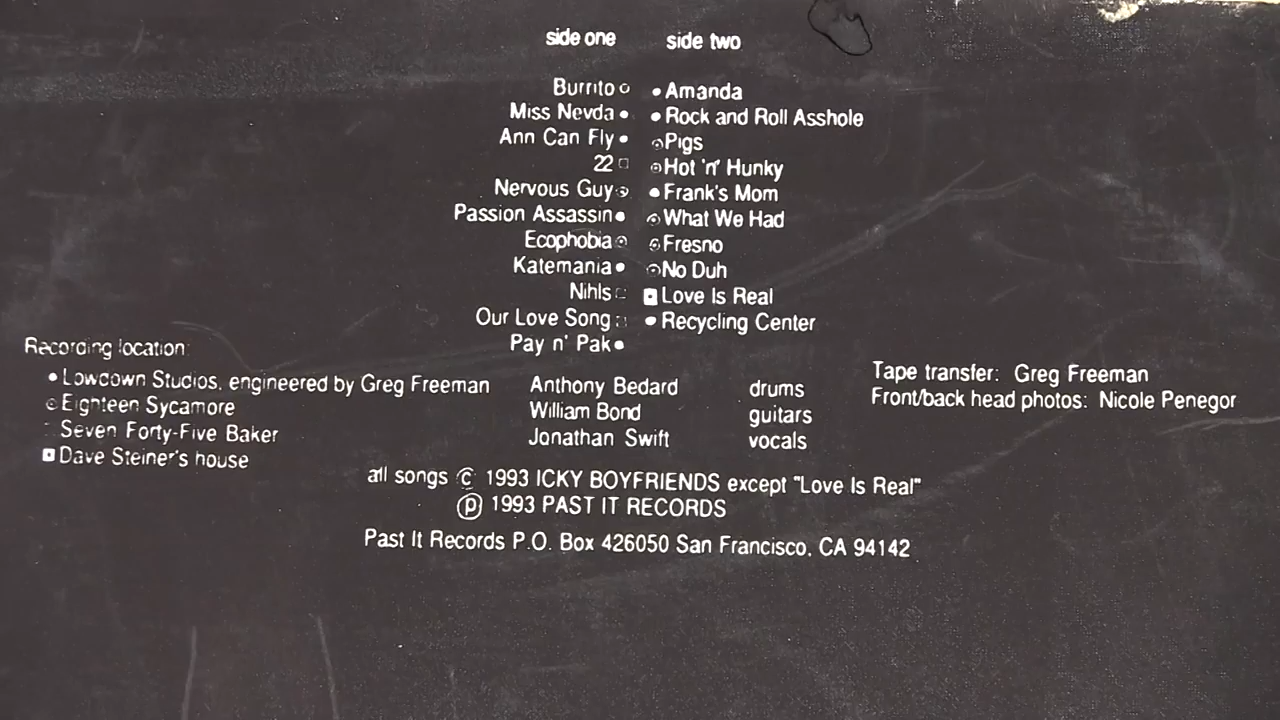 side one
Burrito
Miss Nevda •
Ann Can Fly •
22
Nervous Guy
Passion Assassin •
Ecophobia
Katemania •
Nihls
Our Love Song
Pay n' Pak •
side two
• Amanda
• Rock and Roll Asshole
Pigs
Hot 'n' Hunky
• Frank's Mom
What We Had
Fresno
No Duh
Love Is Real
• Recycling Center
Recording location:
• Lowdown Studios, engineered by Greg Freeman
Eighteen Sycamore
Seven Forty-Five Baker
Dave Steiner's house
Anthony Bedard drums
William Bond guitars
Jonathan Swift vocals
Tape transfer: Greg Freeman
Front/back head photos: Nicole Penegor
all songs © 1993 ICKY BOYFRIENDS except "Love Is Real"
℗ 1993 PAST IT RECORDS
Past It Records P.O. Box 426050 San Francisco, CA 94142